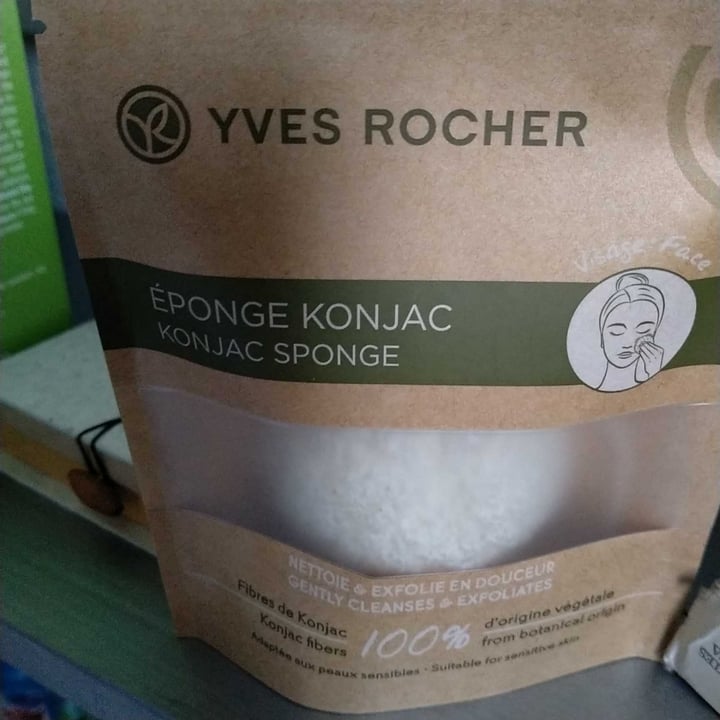 YVES ROCHER
Visage • Face
ÉPONGE KONJAC
KONJAC SPONGE
NETTOIE & EXFOLIE EN DOUCEUR
GENTLY CLEANSES & EXFOLIATES
Fibres de Konjac
Konjac fibers
100%
d'origine végétale
from botanical origin
Adaptée aux peaux sensibles • Suitable for sensitive skin